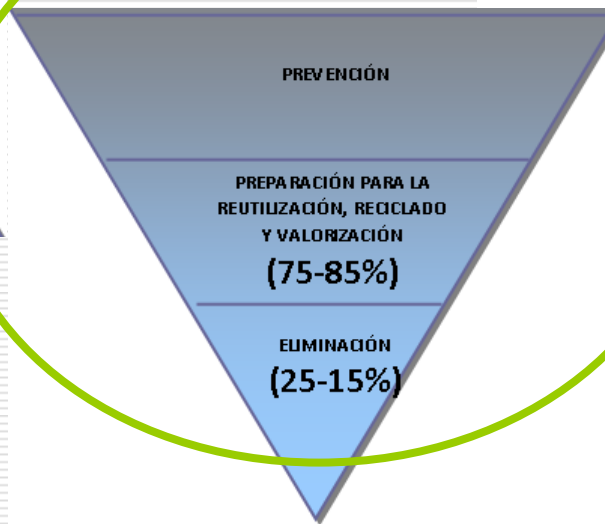 PREVENCIÓN
PREPARACIÓN PARA LA
REUTILIZACIÓN, RECICLADO
Y VALORIZACIÓN
(75-85%)
ELIMINACIÓN
(25-15%)